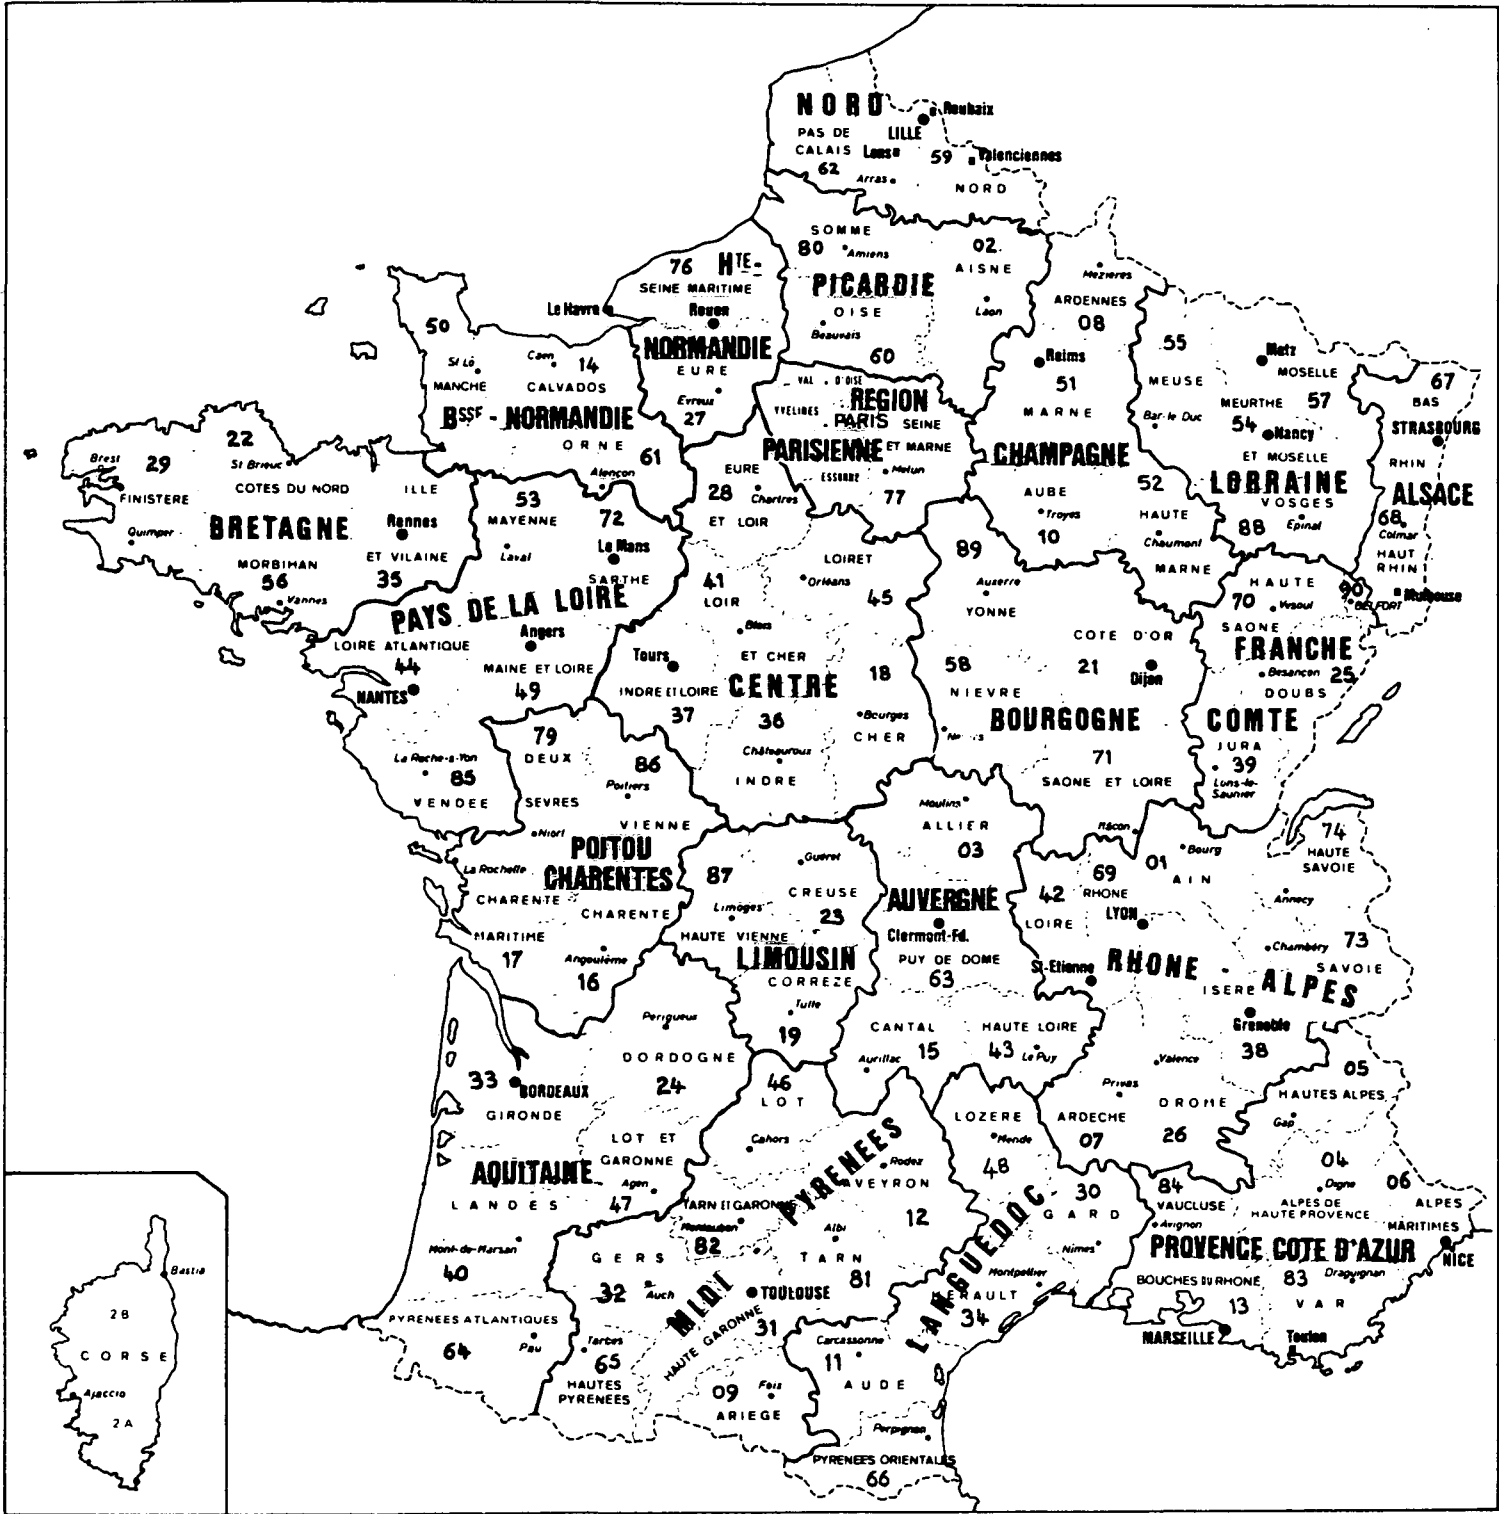 NORD
Roubaix
PAS DE
CALAIS
LILLE
Lens
62
59
Valenciennes
Arras
NORD
SOMME
80
Amiens
02
AISNE
PICARDIE
OISE
Laon
Beauvais
60
76
HTE-
SEINE MARITIME
Le Havre
Rouen
NORMANDIE
EURE
Evreux
27
Mezieres
ARDENNES
08
Reims
51
MARNE
CHAMPAGNE
AUBE
Troyes
10
52
HAUTE
Chaumont
MARNE
55
MEUSE
Bar-le Duc
Metz
MOSELLE
MEURTHE
57
54
Nancy
ET MOSELLE
LORRAINE
VOSGES
88
Epinal
67
BAS
STRASBOURG
RHIN
ALSACE
68
Colmar
HAUT
RHIN
Mulhouse
50
St Lô
MANCHE
Caen
14
CALVADOS
BSSE - NORMANDIE
ORNE
61
Alençon
VAL D'OISE
REGION
YVELINES
PARIS
SEINE
PARISIENNE
ET MARNE
ESSONNE
Melun
77
22
Brest
29
St Brieuc
COTES DU NORD
FINISTERE
ILLE
BRETAGNE
Rennes
Quimper
MORBIHAN
56
Vannes
ET VILAINE
35
53
MAYENNE
Laval
72
Le Mans
SARTHE
PAYS DE LA LOIRE
LOIRE ATLANTIQUE
44
NANTES
Angers
MAINE ET LOIRE
49
La Roche-s-Yon
85
VENDEE
EURE
28
Chartres
ET LOIR
LOIRET
Orléans
45
41
LOIR
Blois
ET CHER
Tours
INDRE ET LOIRE
37
CENTRE
18
36
Bourges
CHER
Châteauroux
INDRE
89
Auxerre
YONNE
COTE D'OR
21
Dijon
58
NIEVRE
BOURGOGNE
71
SAONE ET LOIRE
Mâcon
HAUTE
70
Vesoul
SAONE
90
BELFORT
FRANCHE
Besançon
25
DOUBS
COMTE
JURA
39
Lons-le-
Saunier
79
DEUX
SEVRES
Niort
86
Poitiers
VIENNE
POITOU
CHARENTES
La Rochelle
CHARENTE
MARITIME
17
CHARENTE
Angoulème
16
87
Gueret
CREUSE
23
Limoges
HAUTE VIENNE
LIMOUSIN
CORREZE
Tulle
19
Moulins
ALLIER
03
AUVERGNE
Clermont-Fd.
PUY DE DOME
63
CANTAL
15
Aurillac
HAUTE LOIRE
43
Le Puy
42
LOIRE
69
RHONE
LYON
01
Bourg
AIN
74
HAUTE
SAVOIE
Annecy
Chambéry
73
SAVOIE
St-Etienne
RHONE - ALPES
ISERE
Grenoble
38
Valence
Privas
DROME
26
ARDECHE
07
Perigueux
DORDOGNE
24
33
BORDEAUX
GIRONDE
LOT ET
GARONNE
Agen
47
AQUITAINE
LANDES
Mont-de-Marsan
40
PYRENEES ATLANTIQUES
64
Pau
46
LOT
Cahors
MIDI PYRENEES
Rodez
AVEYRON
12
TARN ET GARONNE
Montauban
82
Albi
TARN
81
GERS
32
Auch
TOULOUSE
31
HAUTE GARONNE
Tarbes
65
HAUTES
PYRENEES
09
Foix
ARIEGE
LOZERE
Mende
48
30
GARD
Nimes
LANGUEDOC
Montpellier
HERAULT
34
Carcassonne
11
AUDE
Perpignan
PYRENEES ORIENTALES
66
05
HAUTES ALPES
Gap
04
Digne
ALPES DE
HAUTE PROVENCE
06
ALPES
MARITIMES
NICE
84
VAUCLUSE
Avignon
PROVENCE COTE D'AZUR
BOUCHES DU RHONE
13
MARSEILLE
83
Draguignan
VAR
Toulon
Bastia
2B
CORSE
Ajaccio
2A